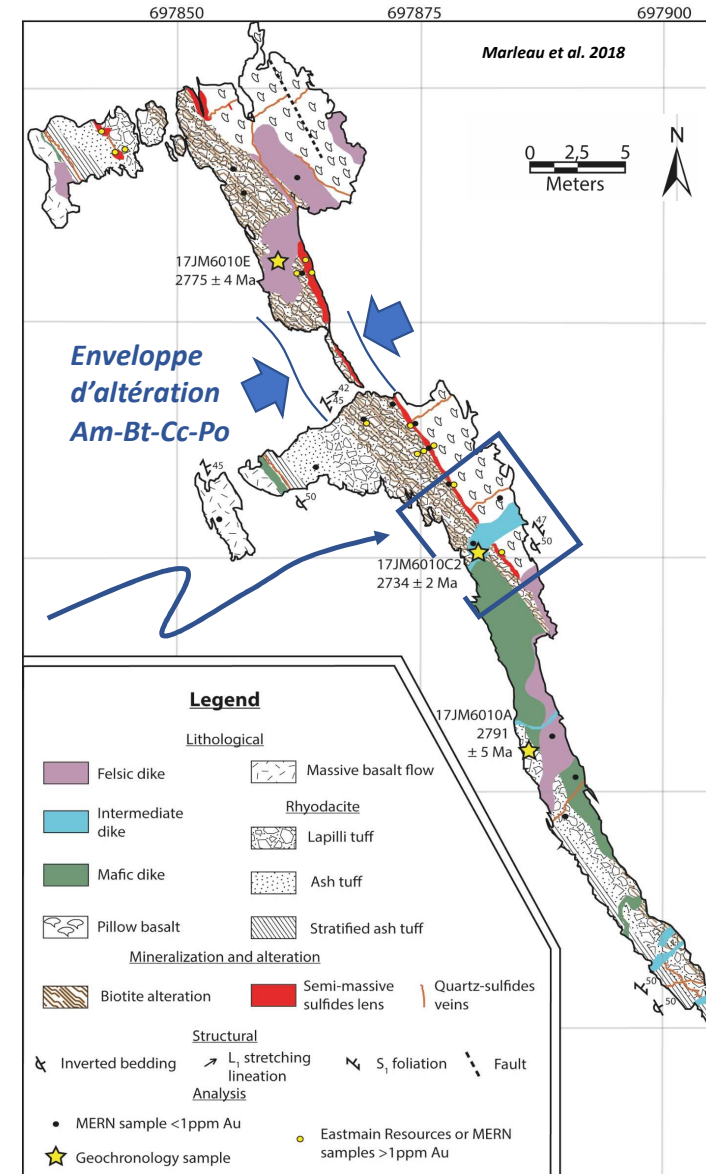 697850
697875
697900
Marleau et al. 2018
N
0 2,5 5
Meters
17JM6010E
2775 ± 4 Ma
Enveloppe
d'altération
Am-Bt-Cc-Po
42
45
45
50
47
50
17JM6010C2
2734 ± 2 Ma
17JM6010A
2791
± 5 Ma
50
50
Legend
Lithological
Felsic dike
Massive basalt flow
Intermediate
dike
Rhyodacite
Lapilli tuff
Mafic dike
Ash tuff
Pillow basalt
Stratified ash tuff
Mineralization and alteration
Biotite alteration
Semi-massive
sulfides lens
Quartz-sulfides
veins
Structural
Inverted bedding
L1 stretching
lineation
S1 foliation
Fault
Analysis
MERN sample <1ppm Au
Eastmain Resources or MERN
samples >1ppm Au
Geochronology sample